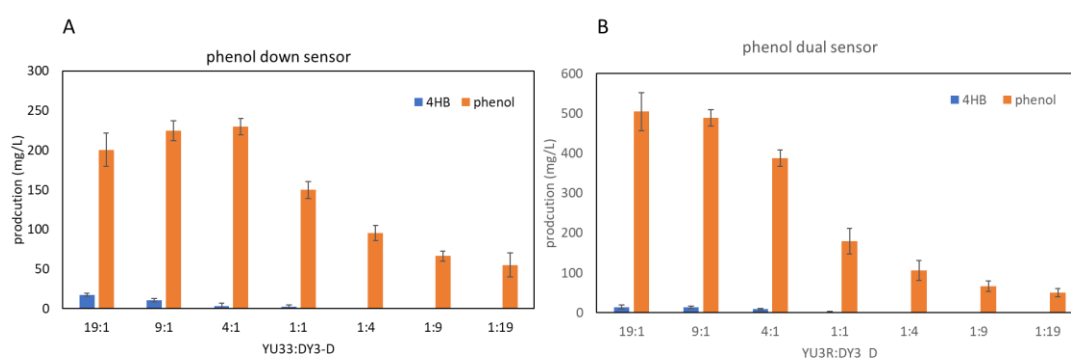 A
phenol down sensor
300
250
200
150
100
50
0
prodcution (mg/L)
4HB phenol
19:1 9:1 4:1 1:1 1:4 1:9 1:19
YU33:DY3-D
B
phenol dual sensor
600
500
400
300
200
100
0
prodcution (mg/L)
4HB phenol
19:1 9:1 4:1 1:1 1:4 1:9 1:19
YU3R:DY3 D